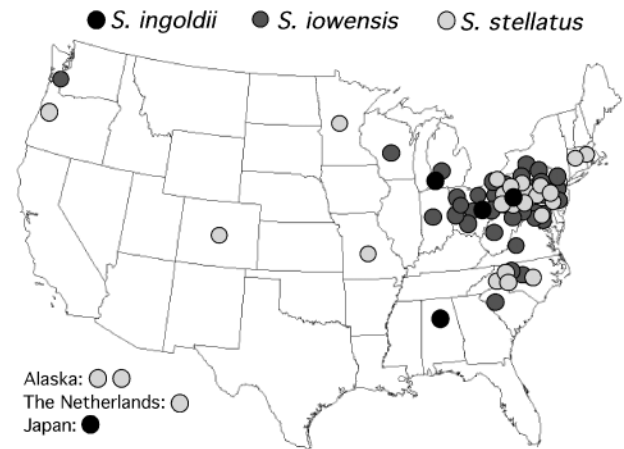 S. ingoldii S. iowensis S. stellatus
Alaska:
The Netherlands:
Japan: